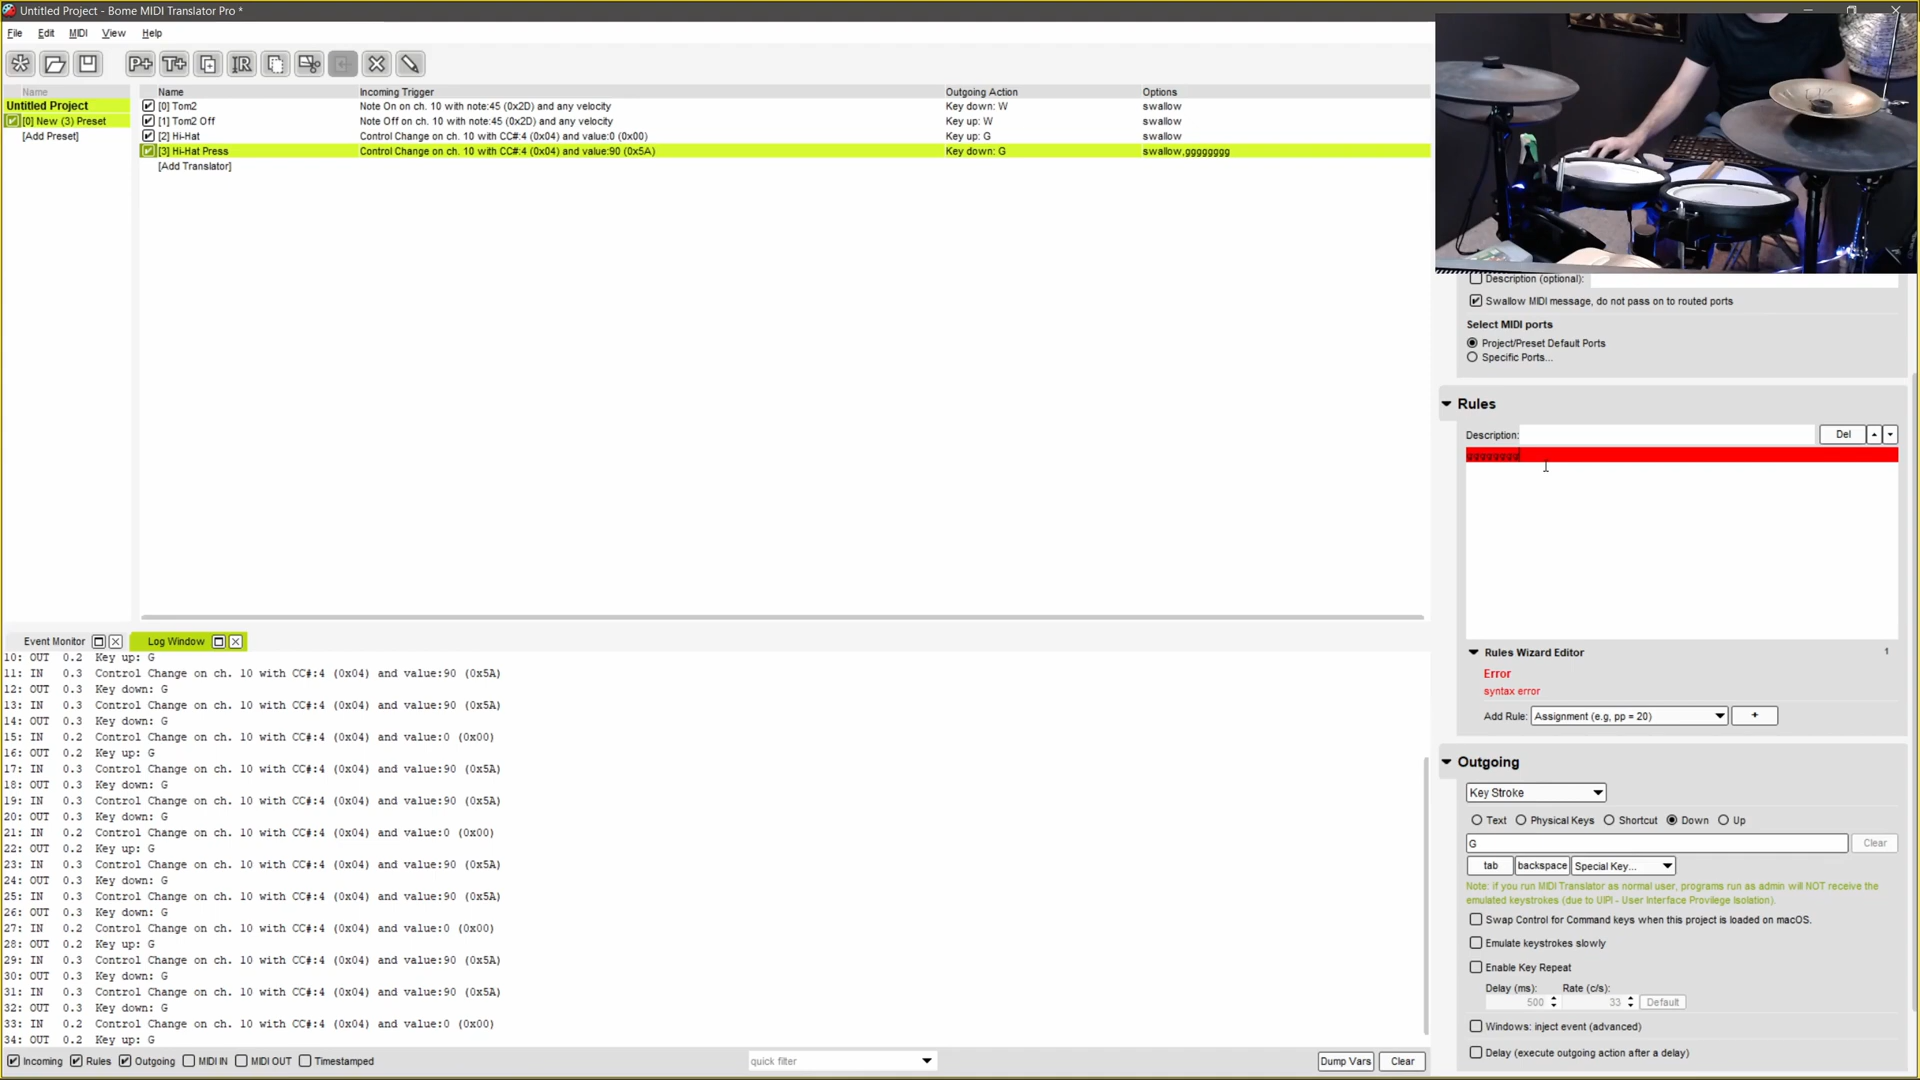 Untitled Project - Bome MIDI Translator Pro *
File Edit MIDI View Help
P+ T+ R
Name
Untitled Project
[0] New (3) Preset
[Add Preset]
Name Incoming Trigger Outgoing Action Options
[0] Tom2 Note On on ch. 10 with note:45 (0x2D) and any velocity Key down: W swallow
[1] Tom2 Off Note Off on ch. 10 with note:45 (0x2D) and any velocity Key up: W swallow
[2] Hi-Hat Control Change on ch. 10 with CC#:4 (0x04) and value:0 (0x00) Key up: G swallow
[3] Hi-Hat Press Control Change on ch. 10 with CC#:4 (0x04) and value:90 (0x5A) Key down: G swallow,gggggggg
[Add Translator]
Description (optional):
Swallow MIDI message, do not pass on to routed ports
Select MIDI ports
Project/Preset Default Ports
Specific Ports...
Rules
Description: Del
gggggggg
Rules Wizard Editor 1
Error
syntax error
Add Rule: Assignment (e.g, pp = 20) +
Outgoing
Key Stroke
Text Physical Keys Shortcut Down Up
G Clear
tab backspace Special Key...
Note: if you run MIDI Translator as normal user, programs run as admin will NOT receive the
emulated keystrokes (due to UIPI - User Interface Privilege Isolation).
Swap Control for Command keys when this project is loaded on macOS.
Emulate keystrokes slowly
Enable Key Repeat
Delay (ms): Rate (c/s):
500 33 Default
Windows: inject event (advanced)
Delay (execute outgoing action after a delay)
Event Monitor Log Window
10: OUT 0.2 Key up: G
11: IN 0.3 Control Change on ch. 10 with CC#:4 (0x04) and value:90 (0x5A)
12: OUT 0.3 Key down: G
13: IN 0.3 Control Change on ch. 10 with CC#:4 (0x04) and value:90 (0x5A)
14: OUT 0.3 Key down: G
15: IN 0.2 Control Change on ch. 10 with CC#:4 (0x04) and value:0 (0x00)
16: OUT 0.2 Key up: G
17: IN 0.3 Control Change on ch. 10 with CC#:4 (0x04) and value:90 (0x5A)
18: OUT 0.3 Key down: G
19: IN 0.3 Control Change on ch. 10 with CC#:4 (0x04) and value:90 (0x5A)
20: OUT 0.3 Key down: G
21: IN 0.2 Control Change on ch. 10 with CC#:4 (0x04) and value:0 (0x00)
22: OUT 0.2 Key up: G
23: IN 0.3 Control Change on ch. 10 with CC#:4 (0x04) and value:90 (0x5A)
24: OUT 0.3 Key down: G
25: IN 0.3 Control Change on ch. 10 with CC#:4 (0x04) and value:90 (0x5A)
26: OUT 0.3 Key down: G
27: IN 0.2 Control Change on ch. 10 with CC#:4 (0x04) and value:0 (0x00)
28: OUT 0.2 Key up: G
29: IN 0.3 Control Change on ch. 10 with CC#:4 (0x04) and value:90 (0x5A)
30: OUT 0.3 Key down: G
31: IN 0.3 Control Change on ch. 10 with CC#:4 (0x04) and value:90 (0x5A)
32: OUT 0.3 Key down: G
33: IN 0.2 Control Change on ch. 10 with CC#:4 (0x04) and value:0 (0x00)
34: OUT 0.2 Key up: G
Incoming Rules Outgoing MIDI IN MIDI OUT Timestamped quick filter Dump Vars Clear